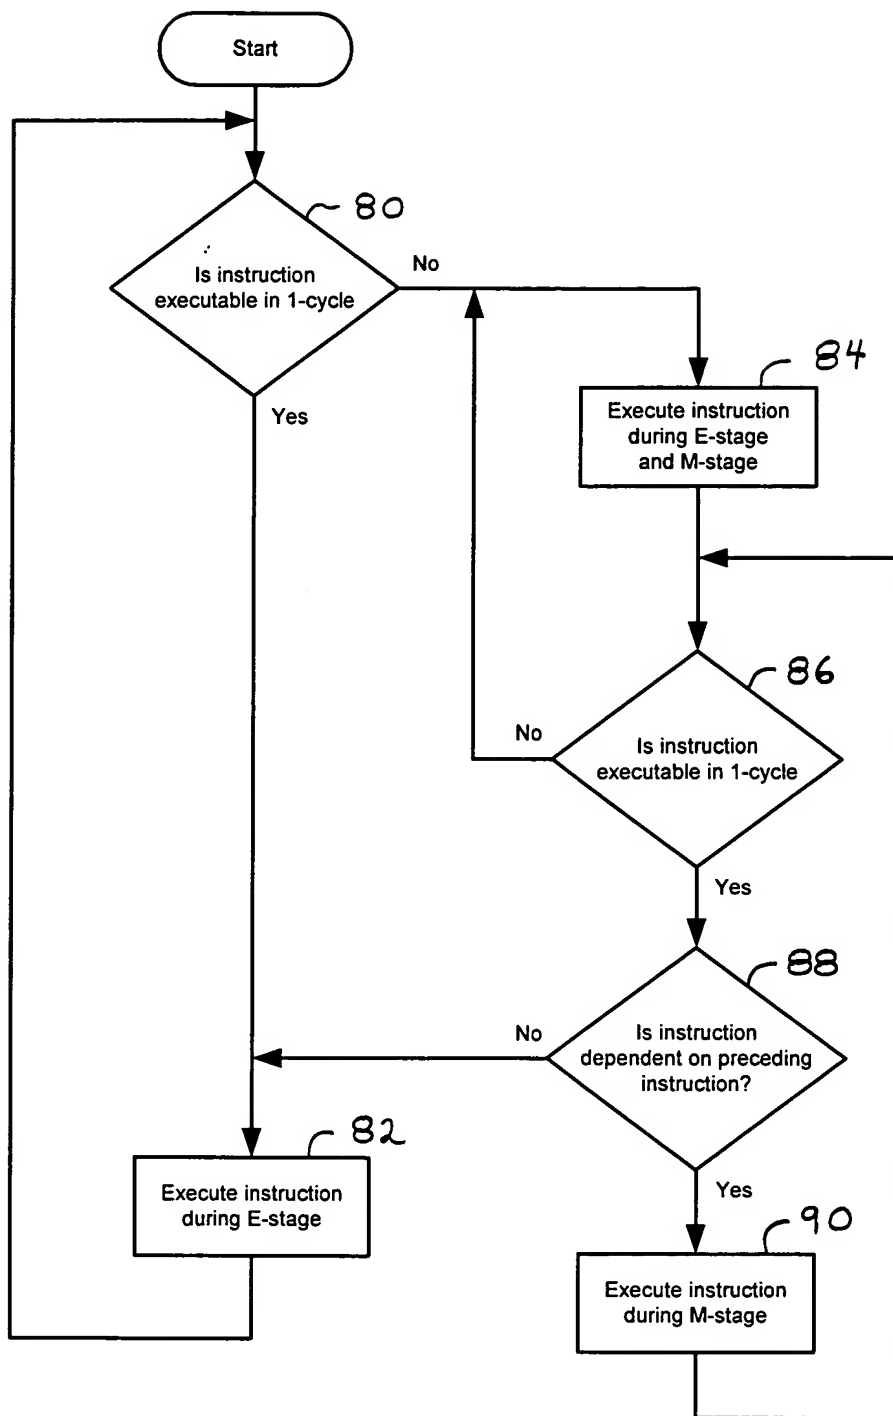 Start
80
Is instruction
executable in 1-cycle
No
Yes
84
Execute instruction
during E-stage
and M-stage
86
No
Is instruction
executable in 1-cycle
Yes
88
No
Is instruction
dependent on preceding
instruction?
82
Execute instruction
during E-stage
Yes
90
Execute instruction
during M-stage